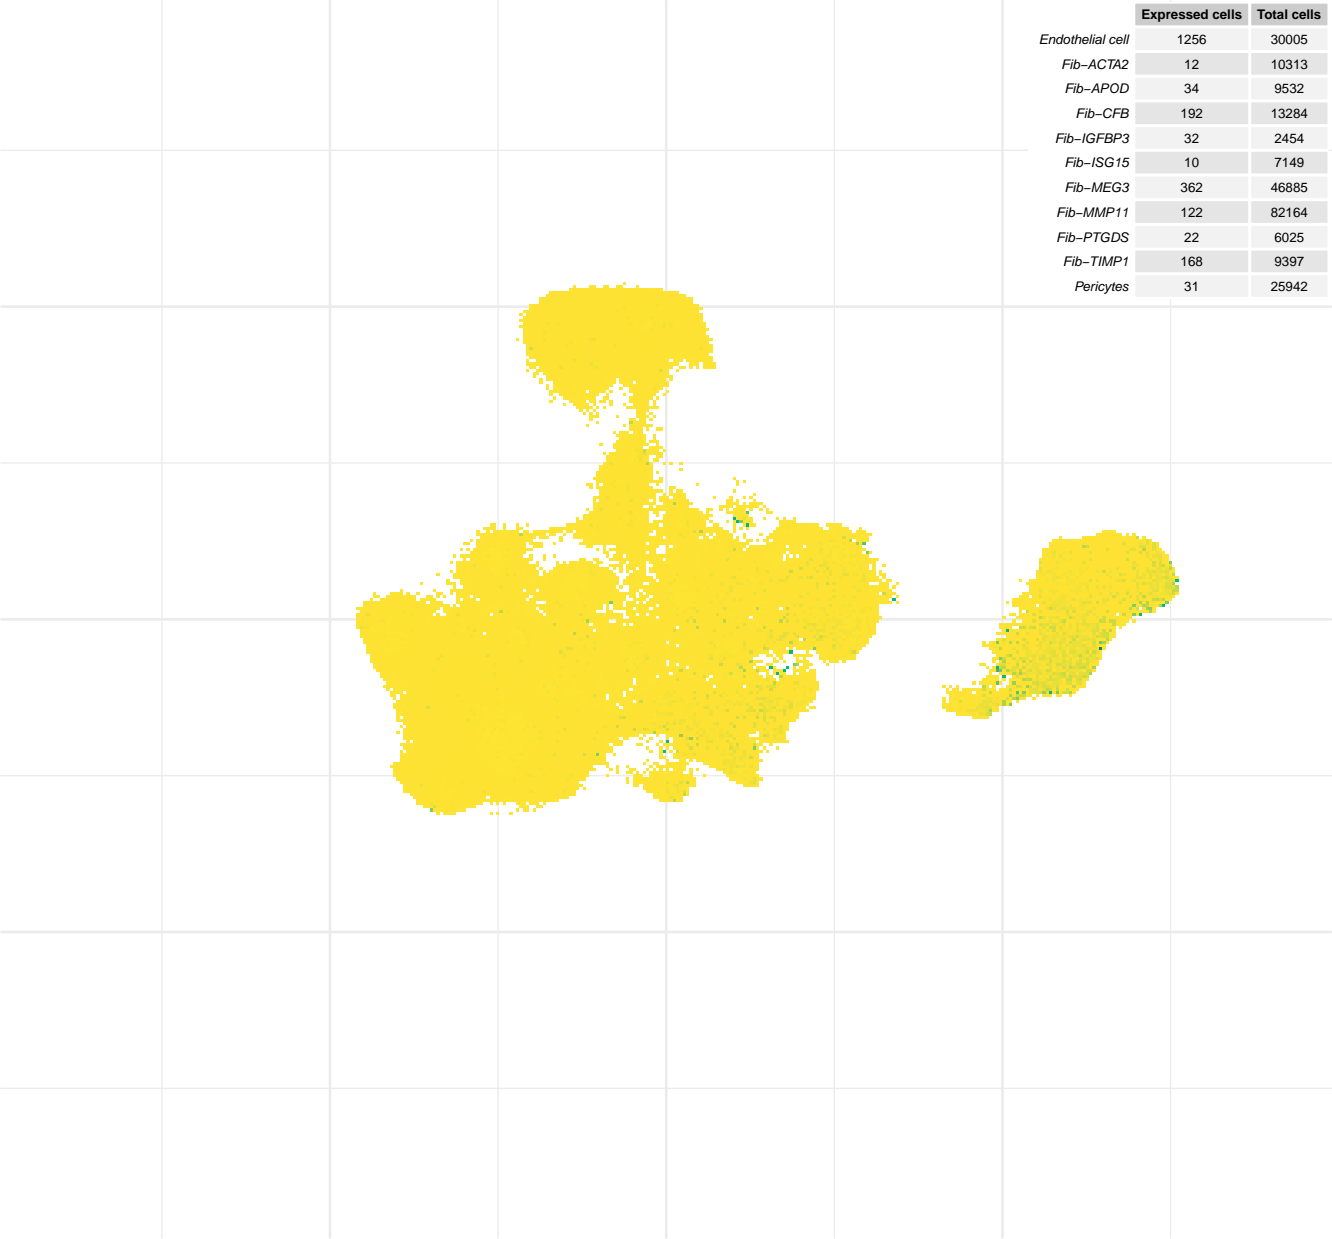 Expressed cells Total cells
Endothelial cell 1256 30005
Fib−ACTA2 12 10313
Fib−APOD 34 9532
Fib−CFB 192 13284
Fib−IGFBP3 32 2454
Fib−ISG15 10 7149
Fib−MEG3 362 46885
Fib−MMP11 122 82164
Fib−PTGDS 22 6025
Fib−TIMP1 168 9397
Pericytes 31 25942